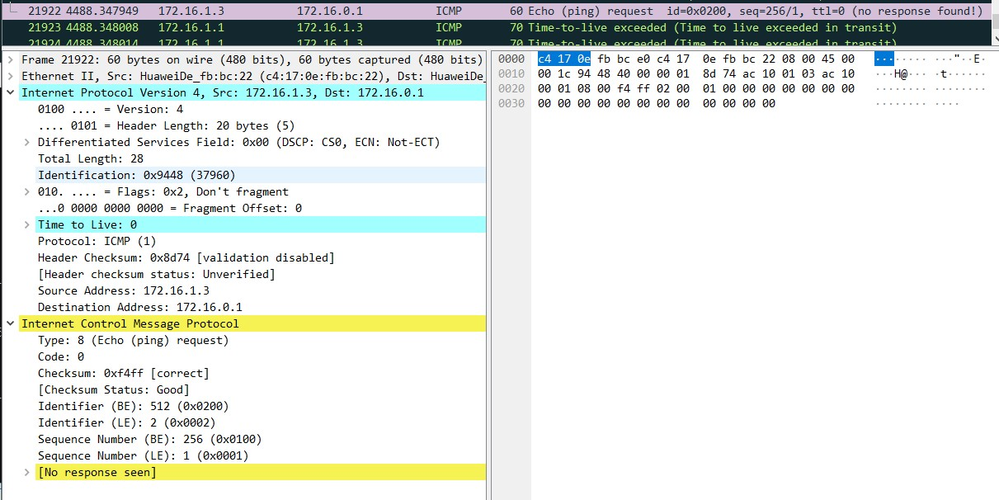 21922 4488.347949 172.16.1.3 172.16.0.1 ICMP 60 Echo (ping) request id=0x0200, seq=256/1, ttl=0 (no response found!)
21923 4488.348008 172.16.1.1 172.16.1.3 ICMP 70 Time-to-live exceeded (Time to live exceeded in transit)
21924 4488.348014 172.16.1.1 172.16.1.3 ICMP 70 Time-to-live exceeded (Time to live exceeded in transit)
Frame 21922: 60 bytes on wire (480 bits), 60 bytes captured (480 bits)
Ethernet II, Src: HuaweiDe_fb:bc:22 (c4:17:0e:fb:bc:22), Dst: HuaweiDe_
Internet Protocol Version 4, Src: 172.16.1.3, Dst: 172.16.0.1
0100 .... = Version: 4
.... 0101 = Header Length: 20 bytes (5)
Differentiated Services Field: 0x00 (DSCP: CS0, ECN: Not-ECT)
Total Length: 28
Identification: 0x9448 (37960)
010. .... = Flags: 0x2, Don't fragment
...0 0000 0000 0000 = Fragment Offset: 0
Time to Live: 0
Protocol: ICMP (1)
Header Checksum: 0x8d74 [validation disabled]
[Header checksum status: Unverified]
Source Address: 172.16.1.3
Destination Address: 172.16.0.1
Internet Control Message Protocol
Type: 8 (Echo (ping) request)
Code: 0
Checksum: 0xf4ff [correct]
[Checksum Status: Good]
Identifier (BE): 512 (0x0200)
Identifier (LE): 2 (0x0002)
Sequence Number (BE): 256 (0x0100)
Sequence Number (LE): 1 (0x0001)
[No response seen]
0000 c4 17 0e fb bc e0 c4 17 0e fb bc 22 08 00 45 00 ········ ···"··E·
0010 00 1c 94 48 40 00 00 01 8d 74 ac 10 01 03 ac 10 ···H@··· ·t······
0020 00 01 08 00 f4 ff 02 00 01 00 00 00 00 00 00 00 ········ ········
0030 00 00 00 00 00 00 00 00 00 00 00 00 ········ ····